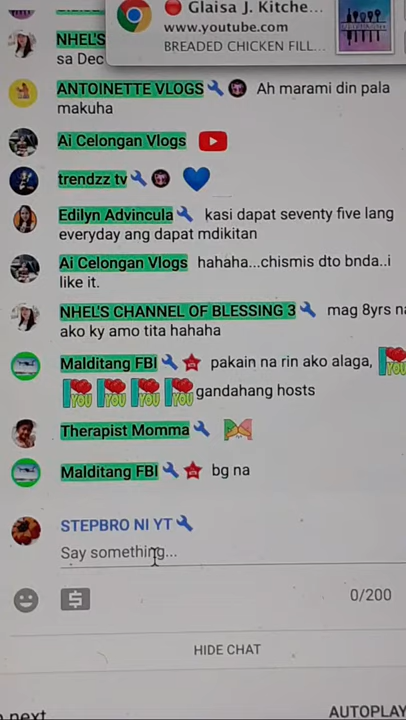 Glaisa J. Kitche...
www.youtube.com
BREADED CHICKEN FILL...
NHEL'S
sa Dec
ANTOINETTE VLOGS Ah marami din pala
makuha
Ai Celongan Vlogs
trendzz tv
Edilyn Advincula kasi dapat seventy five lang
everyday ang dapat mdikitan
Ai Celongan Vlogs hahaha...chismis dto bnda..i
like it.
NHEL'S CHANNEL OF BLESSING 3 mag 8yrs na
ako ky amo tita hahaha
Malditang FBI pakain na rin ako alaga, I YOU
I YOU I YOU I YOU gandahang hosts
Therapist Momma
Malditang FBI bg na
STEPBRO NI YT
Say something...
0/200
HIDE CHAT
next
AUTOPLAY